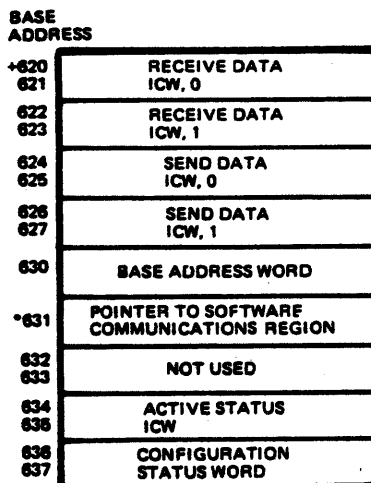 BASE
ADDRESS
+620 RECEIVE DATA
621 ICW, 0
622 RECEIVE DATA
623 ICW, 1
624 SEND DATA
625 ICW, 0
626 SEND DATA
627 ICW, 1
630 BASE ADDRESS WORD
*631 POINTER TO SOFTWARE
COMMUNICATIONS REGION
632
633 NOT USED
634 ACTIVE STATUS
635 ICW
636 CONFIGURATION
637 STATUS WORD